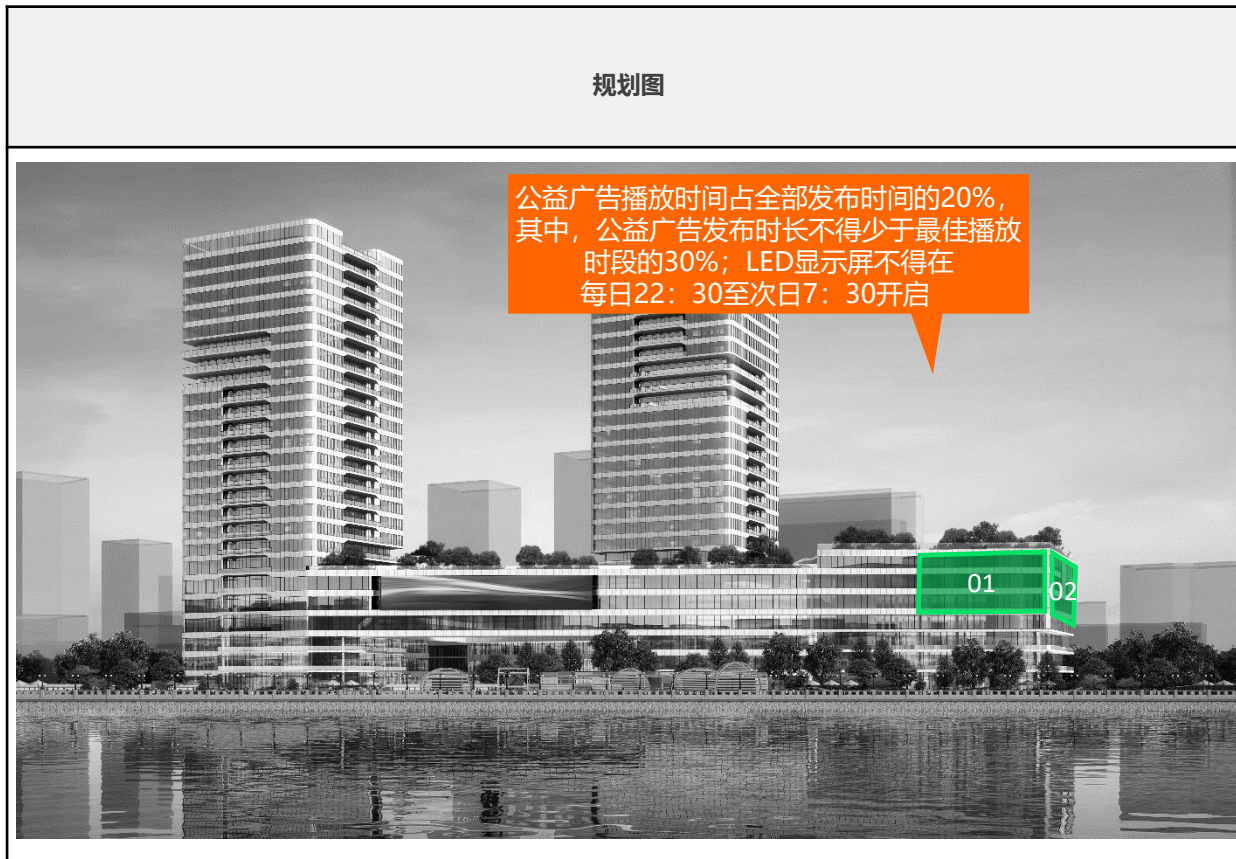 规划图
公益广告播放时间占全部发布时间的20%，
其中，公益广告发布时长不得少于最佳播放
时段的30%；LED显示屏不得在
每日22：30至次日7：30开启
01
02